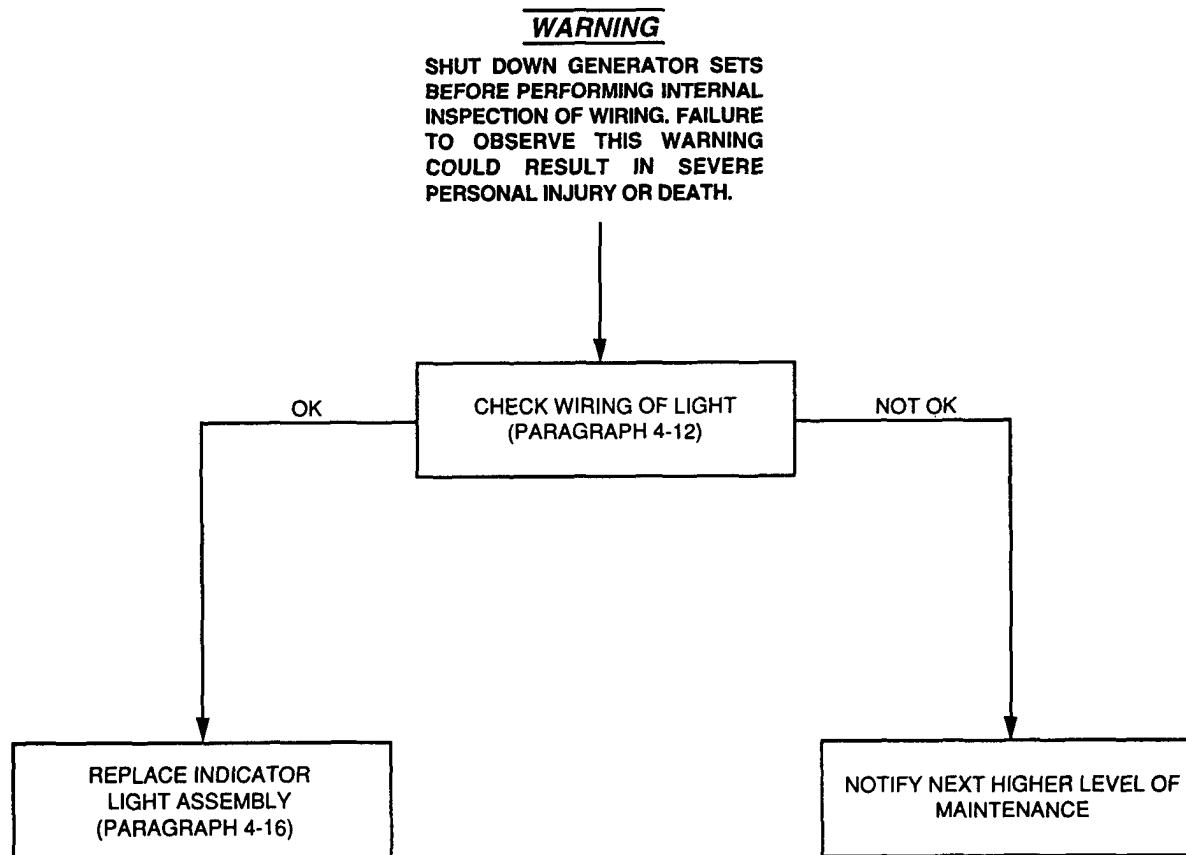 WARNING
SHUT DOWN GENERATOR SETS
BEFORE PERFORMING INTERNAL
INSPECTION OF WIRING. FAILURE
TO OBSERVE THIS WARNING
COULD RESULT IN SEVERE
PERSONAL INJURY OR DEATH.
CHECK WIRING OF LIGHT
(PARAGRAPH 4-12)
OK
NOT OK
REPLACE INDICATOR
LIGHT ASSEMBLY
(PARAGRAPH 4-16)
NOTIFY NEXT HIGHER LEVEL OF
MAINTENANCE